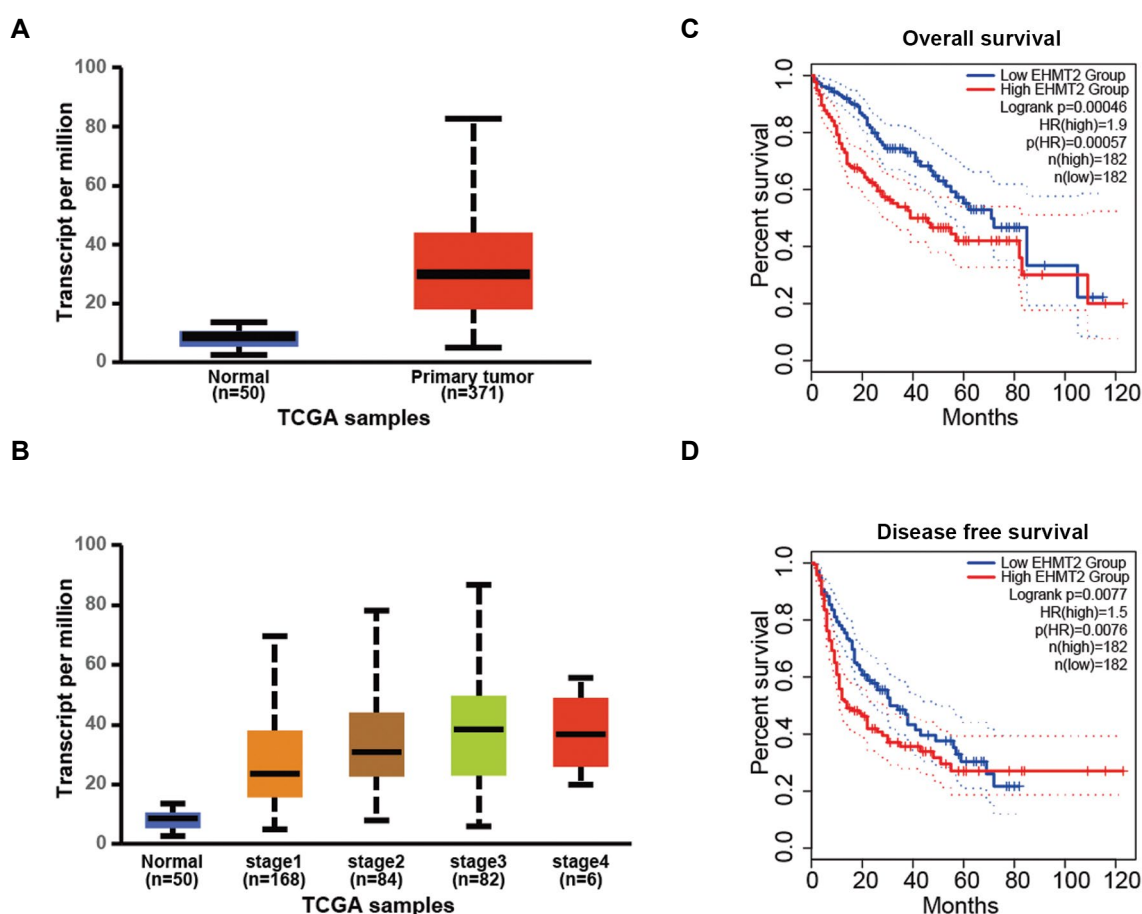 A
100
80
60
40
20
0
Transcript per million
Normal
(n=50)
Primary tumor
(n=371)
TCGA samples
B
100
80
60
40
20
0
Transcript per million
Normal
(n=50)
stage1
(n=168)
stage2
(n=84)
stage3
(n=82)
stage4
(n=6)
TCGA samples
C
Overall survival
Low EHMT2 Group
High EHMT2 Group
Logrank p=0.00046
HR(high)=1.9
p(HR)=0.00057
n(high)=182
n(low)=182
Percent survival
1.0
0.8
0.6
0.4
0.2
0.0
0 20 40 60 80 100 120
Months
D
Disease free survival
Low EHMT2 Group
High EHMT2 Group
Logrank p=0.0077
HR(high)=1.5
p(HR)=0.0076
n(high)=182
n(low)=182
Percent survival
1.0
0.8
0.6
0.4
0.2
0.0
0 20 40 60 80 100 120
Months